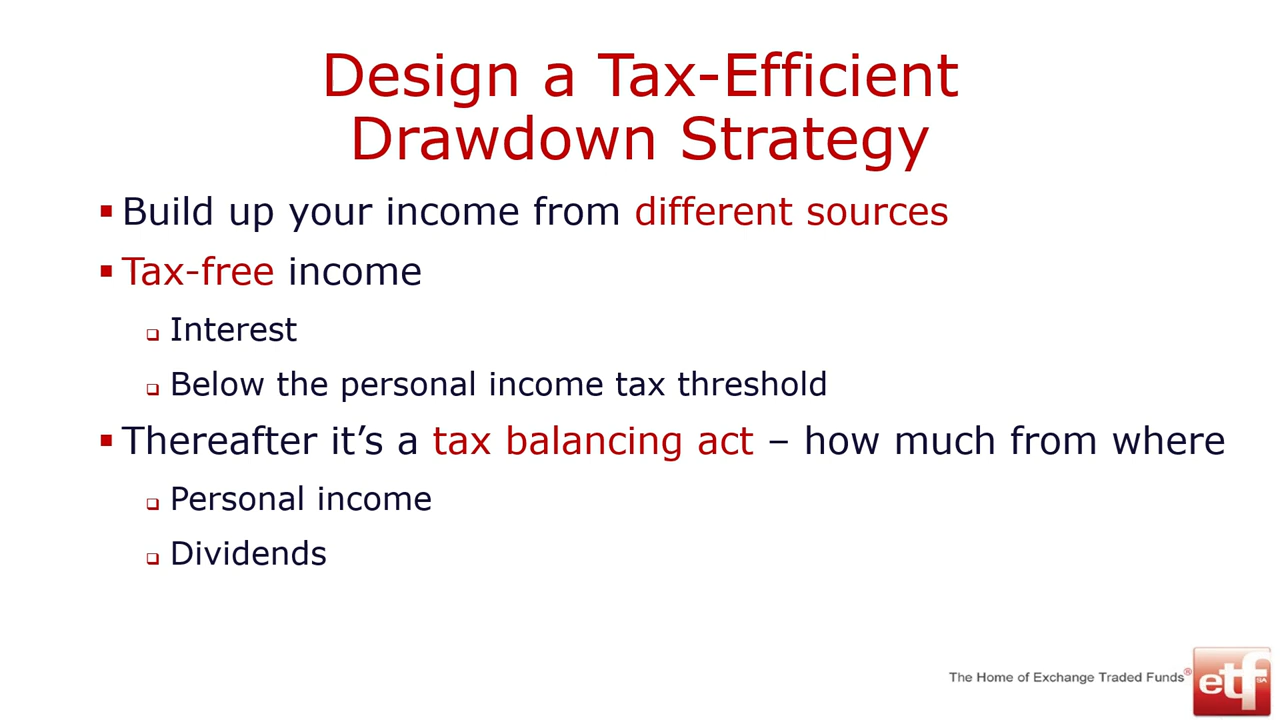 Design a Tax-Efficient
Drawdown Strategy
▪ Build up your income from different sources
▪ Tax-free income
❑ Interest
❑ Below the personal income tax threshold
▪ Thereafter it’s a tax balancing act – how much from where
❑ Personal income
❑ Dividends
The Home of Exchange Traded Funds®
etf SA